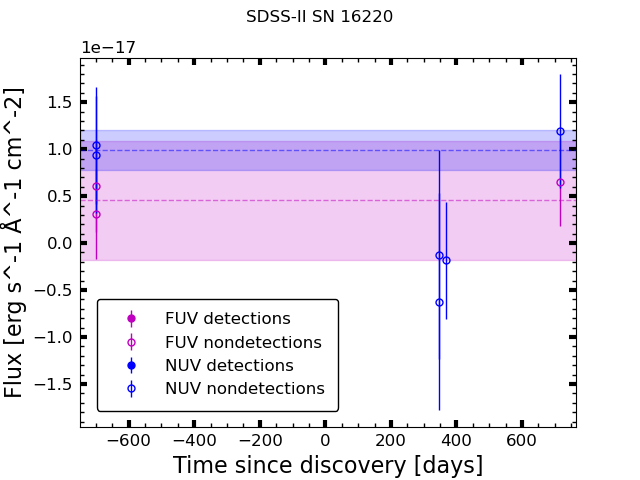 SDSS-II SN 16220
1e−17
1.5
1.0
0.5
0.0
−0.5
−1.0
−1.5
Flux [erg s^-1 Å^-1 cm^-2]
FUV detections
FUV nondetections
NUV detections
NUV nondetections
−600 −400 −200 0 200 400 600
Time since discovery [days]